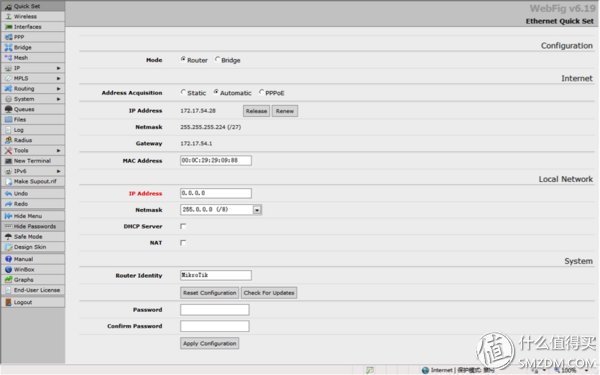 WebFig v6.19
Ethernet Quick Set
Quick Set
Wireless
Interfaces
PPP
Bridge
Mesh
IP
MPLS
Routing
System
Queues
Files
Log
Radius
Tools
New Terminal
IPv6
Make Supout.rif
Undo
Redo
Hide Menu
Hide Passwords
Safe Mode
Design Skin
Manual
WinBox
Graphs
End-User License
Logout
Configuration
Mode Router Bridge
Internet
Address Acquisition Static Automatic PPPoE
IP Address 172.17.54.28 Release Renew
Netmask 255.255.255.224 (/27)
Gateway 172.17.54.1
MAC Address 00:0C:29:29:09:88
Local Network
IP Address 0.0.0.0
Netmask 255.0.0.0 (/8)
DHCP Server
NAT
System
Router Identity MikroTik
Reset Configuration Check For Updates
Password
Confirm Password
Apply Configuration
Internet | 保护模式: 禁用
100%
值 什么值得买
SMZDM.COM